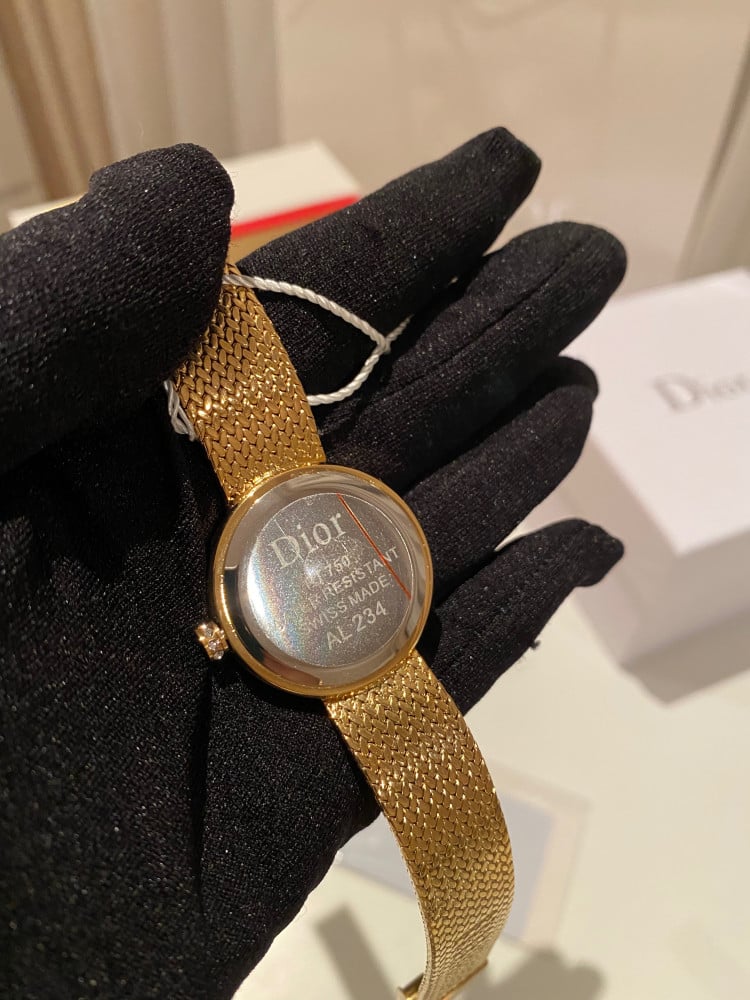 Dior
750
RESISTANT
SWISS MADE
AL 234
Dior